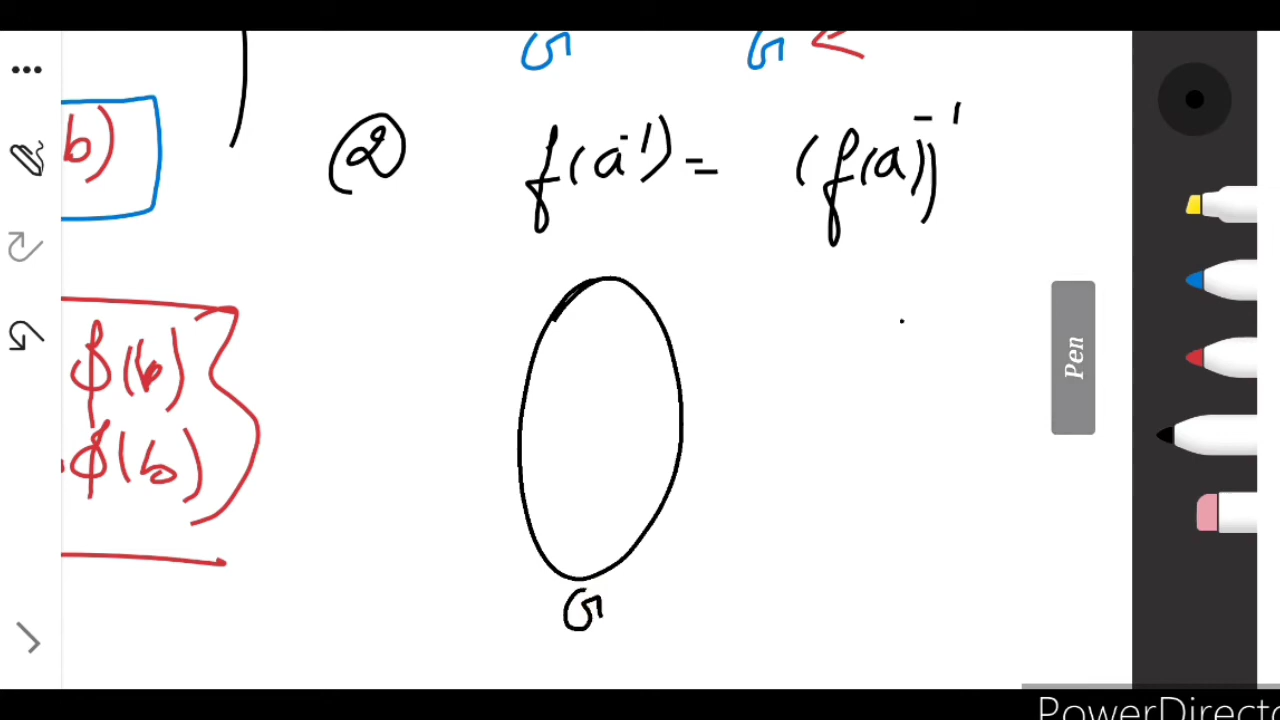 G G
② f(a⁻¹) = (f(a))⁻¹
b)
ϕ(b)
.ϕ(b)
G
Pen
PowerDirecto